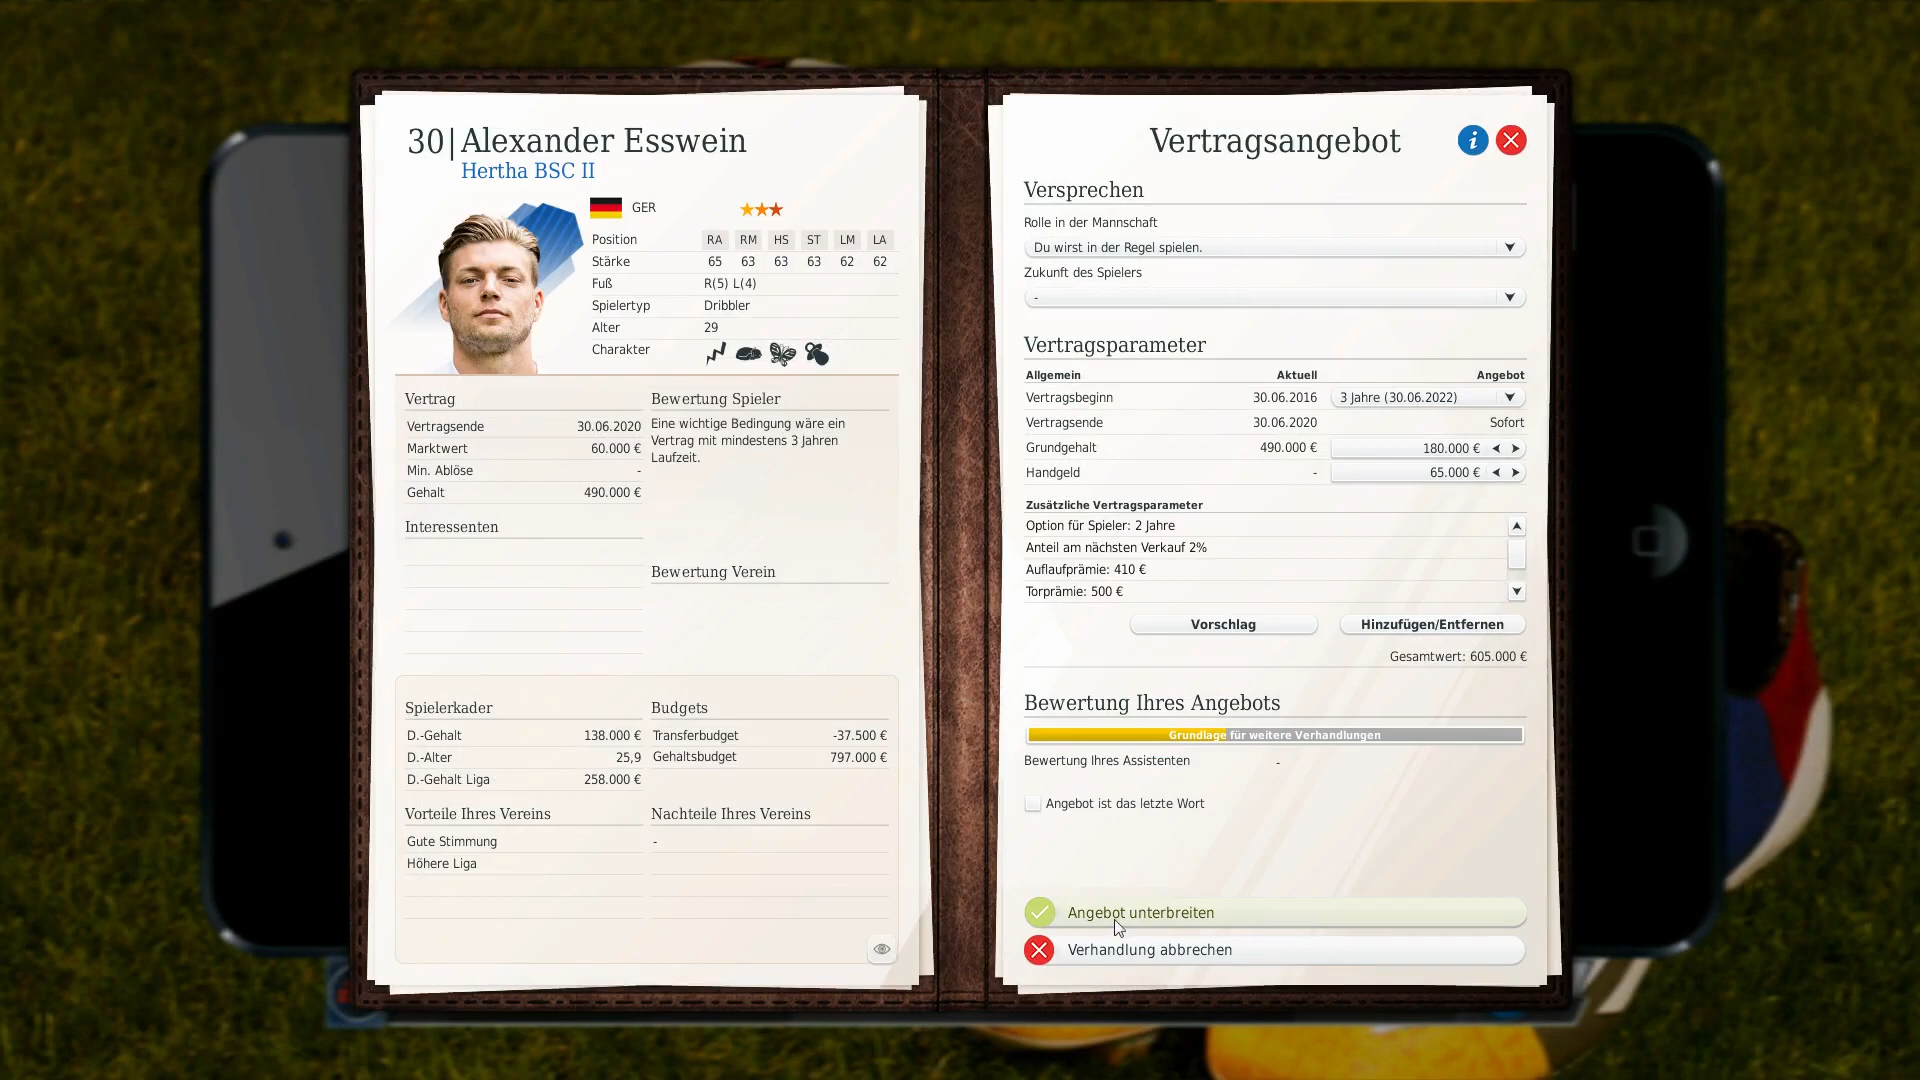 30|Alexander Esswein
Hertha BSC II
GER
Position RA RM HS ST LM LA
Stärke 65 63 63 63 62 62
Fuß R(5) L(4)
Spielertyp Dribbler
Alter 29
Charakter
Vertrag
Vertragsende 30.06.2020
Marktwert 60.000 €
Min. Ablöse -
Gehalt 490.000 €
Interessenten
Bewertung Spieler
Eine wichtige Bedingung wäre ein
Vertrag mit mindestens 3 Jahren
Laufzeit.
Bewertung Verein
Spielerkader
D.-Gehalt 138.000 €
D.-Alter 25,9
D.-Gehalt Liga 258.000 €
Budgets
Transferbudget -37.500 €
Gehaltsbudget 797.000 €
Vorteile Ihres Vereins
Gute Stimmung
Höhere Liga
Nachteile Ihres Vereins
-
Vertragsangebot
Versprechen
Rolle in der Mannschaft
Du wirst in der Regel spielen.
Zukunft des Spielers
-
Vertragsparameter
Allgemein Aktuell Angebot
Vertragsbeginn 30.06.2016 3 Jahre (30.06.2022)
Vertragsende 30.06.2020 Sofort
Grundgehalt 490.000 € 180.000 €
Handgeld - 65.000 €
Zusätzliche Vertragsparameter
Option für Spieler: 2 Jahre
Anteil am nächsten Verkauf 2%
Auflaufprämie: 410 €
Torprämie: 500 €
Vorschlag Hinzufügen/Entfernen
Gesamtwert: 605.000 €
Bewertung Ihres Angebots
Grundlage für weitere Verhandlungen
Bewertung Ihres Assistenten -
Angebot ist das letzte Wort
Angebot unterbreiten
Verhandlung abbrechen